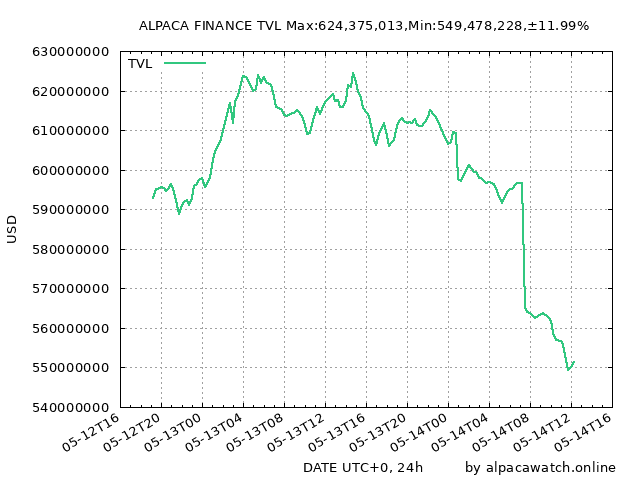 ALPACA FINANCE TVL Max:624,375,013,Min:549,478,228,±11.99%
TVL
630000000
620000000
610000000
600000000
590000000
580000000
570000000
560000000
550000000
540000000
USD
05-12T16
05-12T20
05-13T00
05-13T04
05-13T08
05-13T12
05-13T16
05-13T20
05-14T00
05-14T04
05-14T08
05-14T12
05-14T16
DATE UTC+0, 24h
by alpacawatch.online